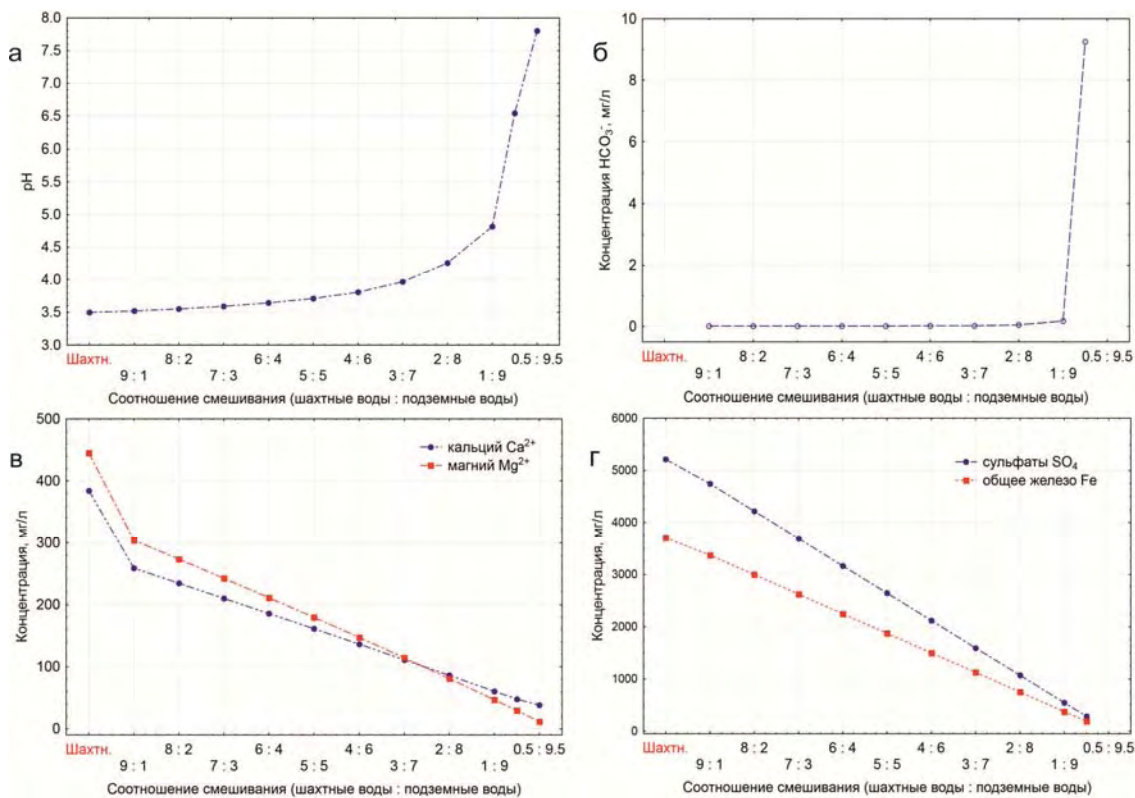 а
8.0
7.5
7.0
6.5
6.0
5.5
5.0
4.5
4.0
3.5
3.0
pH
Шахтн. 8 : 2 6 : 4 4 : 6 2 : 8 0.5 : 9.5
9 : 1 7 : 3 5 : 5 3 : 7 1 : 9
Соотношение смешивания (шахтные воды : подземные воды)
б
10
8
6
4
2
0
Концентрация HCO₃⁻, мг/л
Шахтн. 8 : 2 6 : 4 4 : 6 2 : 8 0.5 : 9.5
9 : 1 7 : 3 5 : 5 3 : 7 1 : 9
Соотношение смешивания (шахтные воды : подземные воды)
в
500
400
300
200
100
0
Концентрация, мг/л
кальций Ca²⁺
магний Mg²⁺
Шахтн. 8 : 2 6 : 4 4 : 6 2 : 8 0.5 : 9.5
9 : 1 7 : 3 5 : 5 3 : 7 1 : 9
Соотношение смешивания (шахтные воды : подземные воды)
г
6000
5000
4000
3000
2000
1000
0
Концентрация, мг/л
сульфаты SO₄
общее железо Fe
Шахтн. 8 : 2 6 : 4 4 : 6 2 : 8 0.5 : 9.5
9 : 1 7 : 3 5 : 5 3 : 7 1 : 9
Соотношение смешивания (шахтные воды : подземные воды)